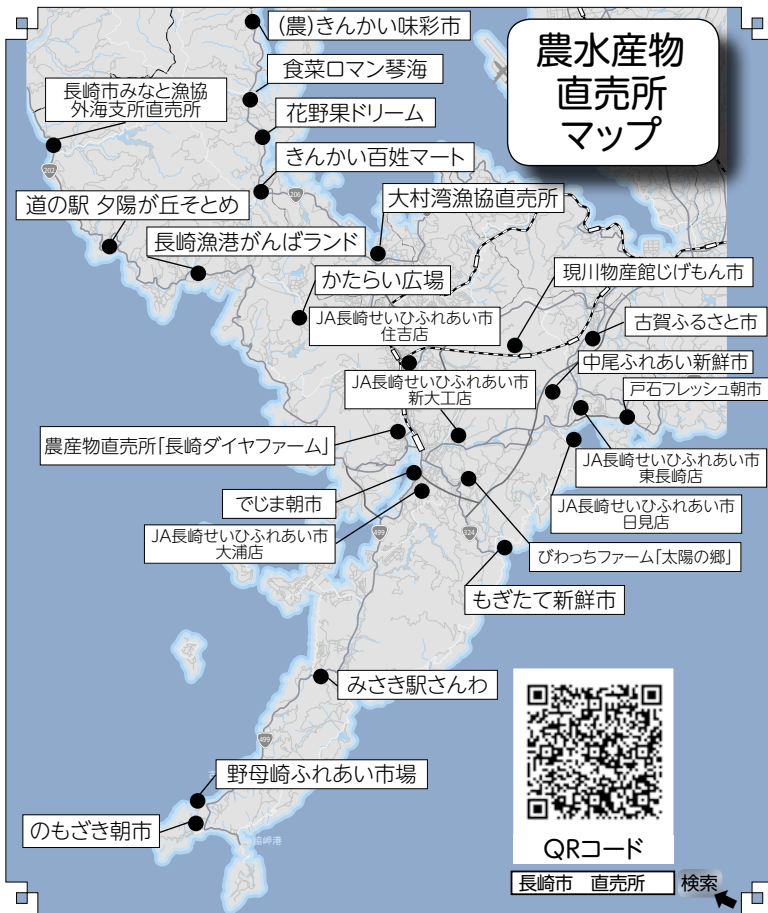 農水産物
直売所
マップ
(農)きんかい味彩市
食菜ロマン琴海
長崎市みなと漁協
外海支所直売所
花野果ドリーム
きんかい百姓マート
202
206
道の駅 夕陽が丘そとめ
大村湾漁協直売所
長崎漁港がんばランド
かたらい広場
現川物産館じげもん市
JA長崎せいひふれあい市
住吉店
古賀ふるさと市
中尾ふれあい新鮮市
JA長崎せいひふれあい市
新大工店
戸石フレッシュ朝市
農産物直売所「長崎ダイヤファーム」
JA長崎せいひふれあい市
東長崎店
でじま朝市
JA長崎せいひふれあい市
日見店
JA長崎せいひふれあい市
大浦店
499
324
びわっちファーム「太陽の郷」
もぎたて新鮮市
みさき駅さんわ
499
野母崎ふれあい市場
のもざき朝市
脇岬港
QRコード
長崎市 直売所 検索